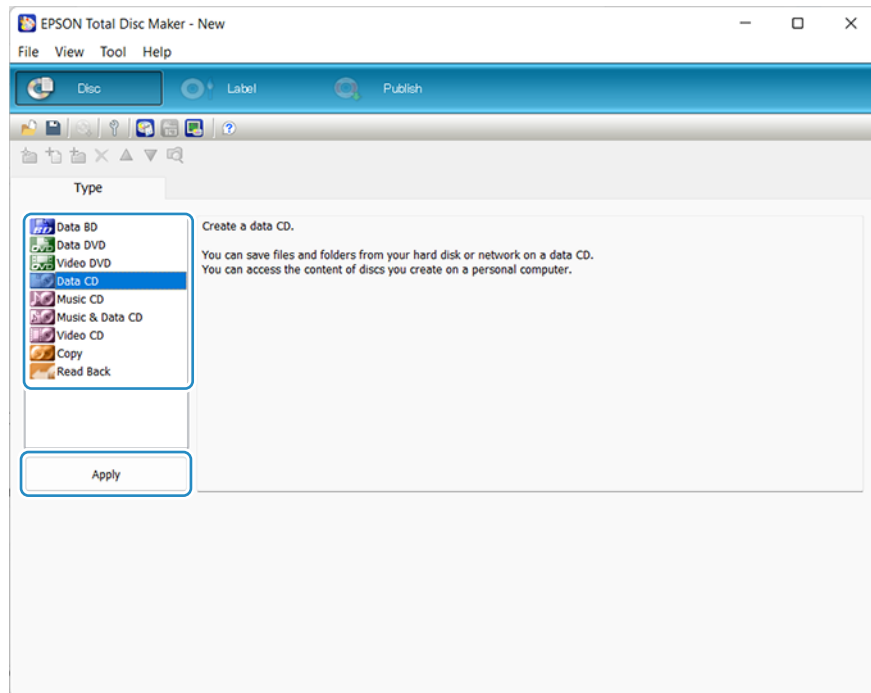 EPSON Total Disc Maker - New
File View Tool Help
Disc Label Publish
Type
Data BD
Data DVD
Video DVD
Data CD
Music CD
Music & Data CD
Video CD
Copy
Read Back
Apply
Create a data CD.
You can save files and folders from your hard disk or network on a data CD.
You can access the content of discs you create on a personal computer.